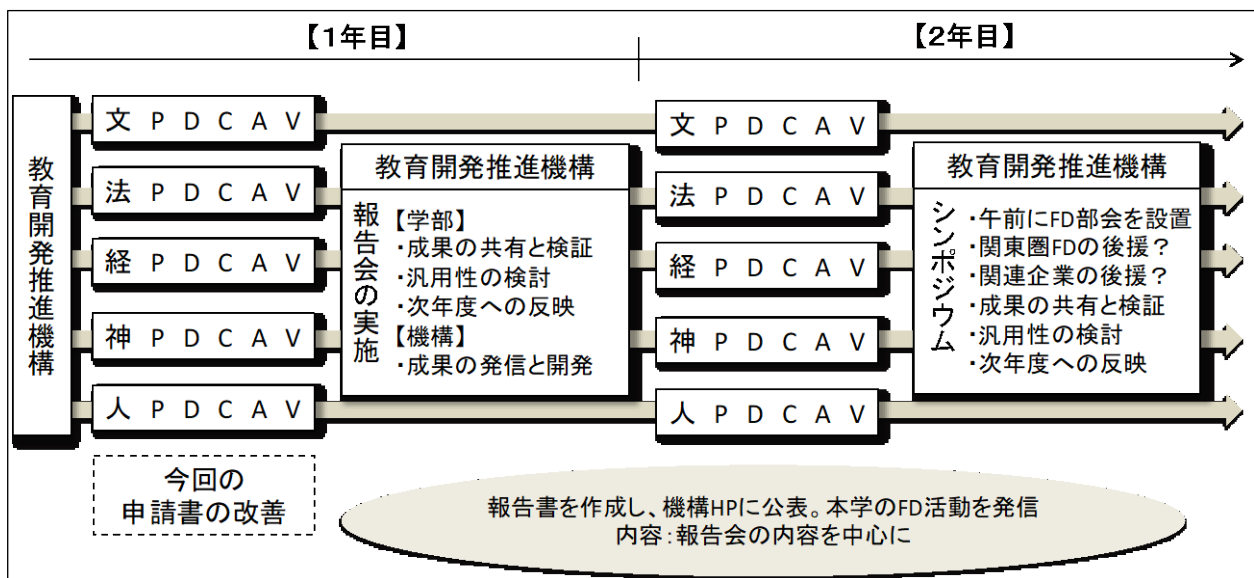 【1年目】
【2年目】
教育開発推進機構
文 P D C A V
法 P D C A V
経 P D C A V
神 P D C A V
人 P D C A V
今回の
申請書の改善
教育開発推進機構
報告会の実施
【学部】
・成果の共有と検証
・汎用性の検討
・次年度への反映
【機構】
・成果の発信と開発
文 P D C A V
法 P D C A V
経 P D C A V
神 P D C A V
人 P D C A V
教育開発推進機構
シンポジウム
・午前にFD部会を設置
・関東圏FDの後援?
・関連企業の後援?
・成果の共有と検証
・汎用性の検討
・次年度への反映
報告書を作成し、機構HPに公表。本学のFD活動を発信
内容:報告会の内容を中心に